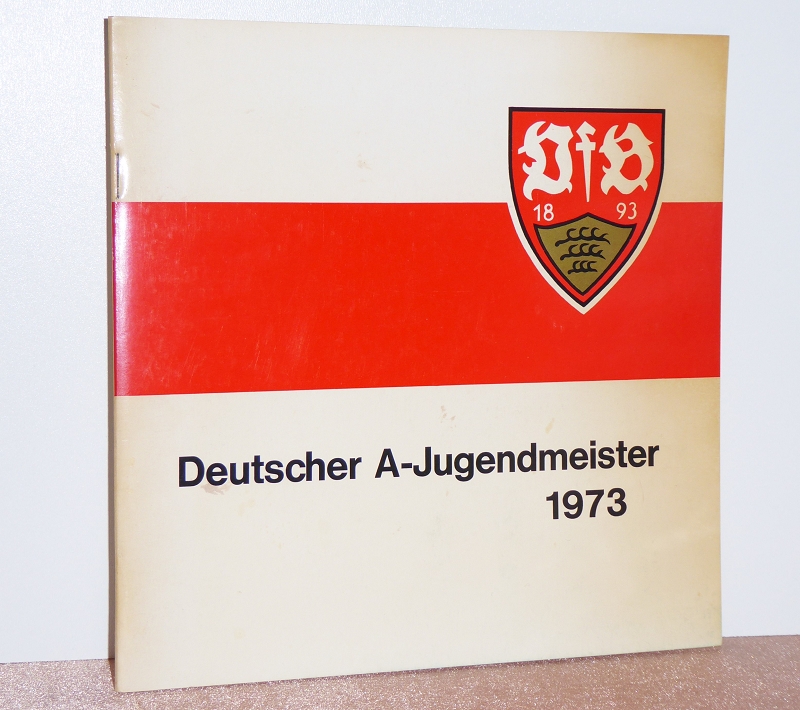 VfB
18 93
Deutscher A-Jugendmeister
1973